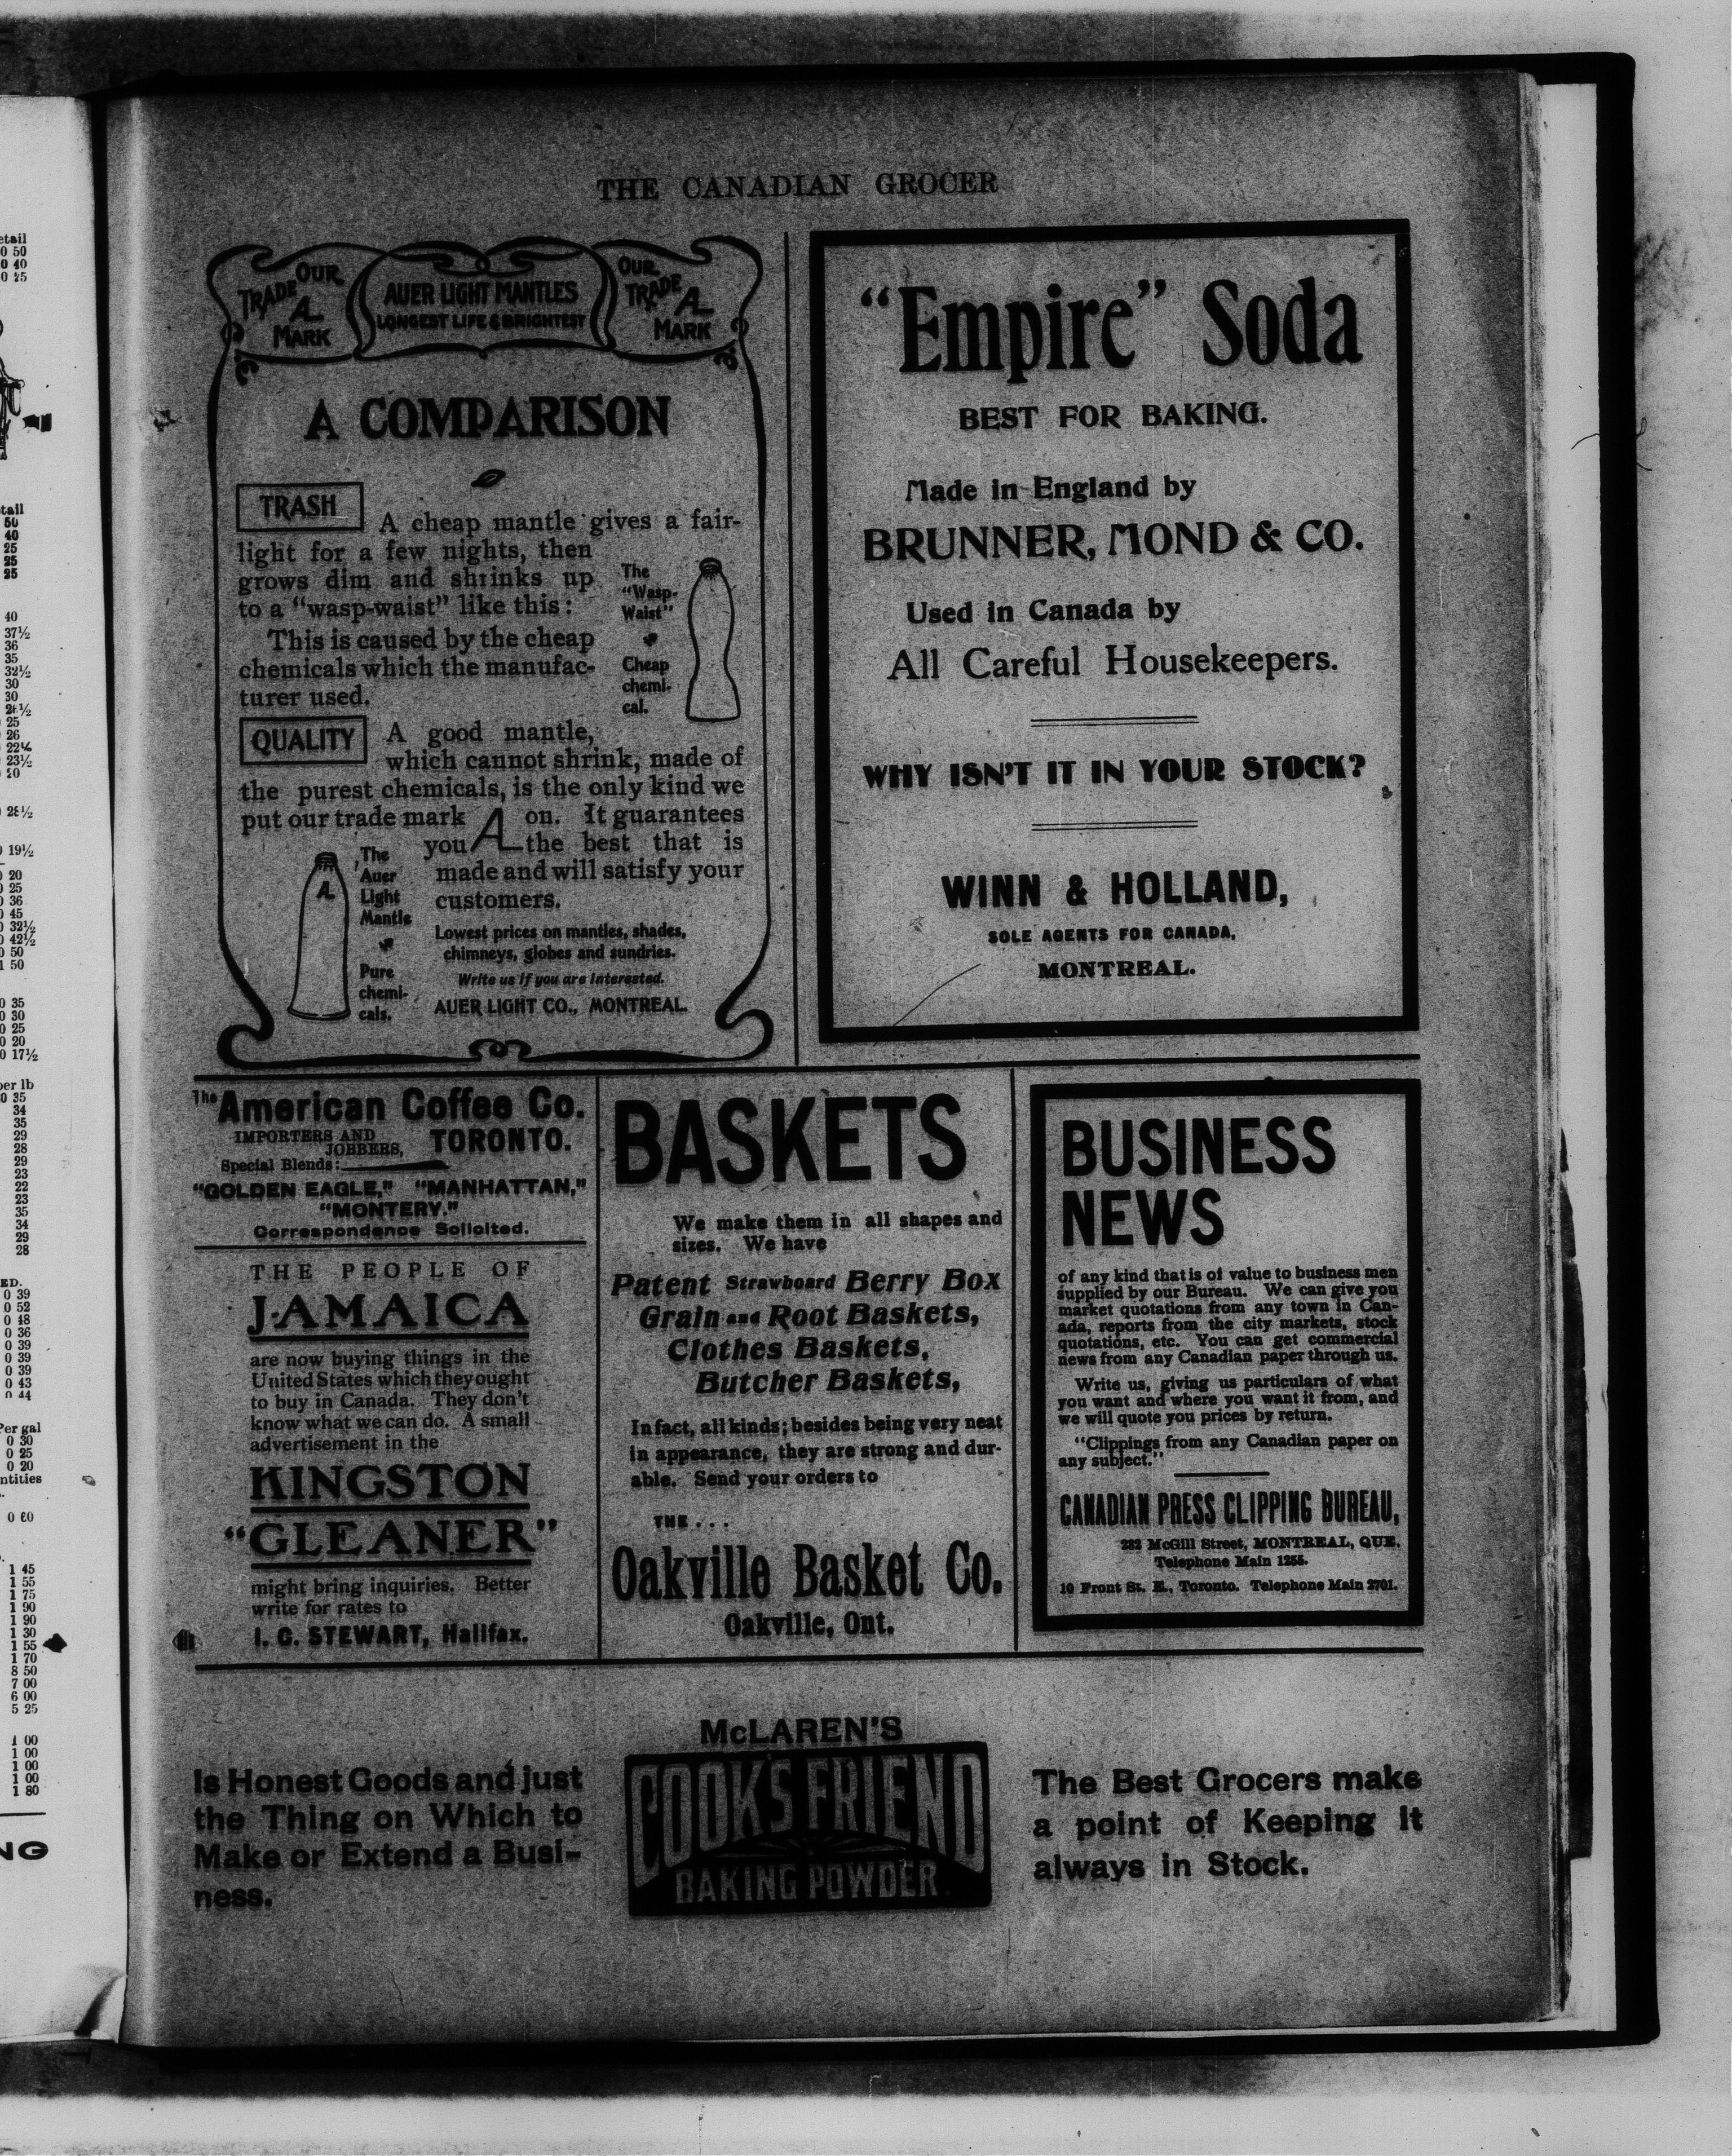 THE CANADIAN GROCER
OUR TRADE A MARK
AUER LIGHT MANTLES
LONGEST LIFE & BRIGHTEST
OUR TRADE A MARK
A COMPARISON
TRASH
A cheap mantle gives a fair-
light for a few nights, then
grows dim and shrinks up
to a "wasp-waist" like this:
This is caused by the cheap
chemicals which the manufac-
turer used.
The
"Wasp-
Waist"
Cheap
chemi-
cal.
QUALITY
A good mantle,
which cannot shrink, made of
the purest chemicals, is the only kind we
put our trade mark A on. It guarantees
you the best that is
made and will satisfy your
customers.
A
The
Auer
Light
Mantle
Pure
chemi-
cals.
Lowest prices on mantles, shades,
chimneys, globes and sundries.
Write us if you are interested.
AUER LIGHT CO., MONTREAL.
"Empire" Soda
BEST FOR BAKING.
Made in England by
BRUNNER, MOND & CO.
Used in Canada by
All Careful Housekeepers.
WHY ISN'T IT IN YOUR STOCK?
WINN & HOLLAND,
SOLE AGENTS FOR CANADA,
MONTREAL.
The American Coffee Co.
IMPORTERS AND
JOBBERS, TORONTO.
Special Blends:
"GOLDEN EAGLE," "MANHATTAN,"
"MONTERY."
Correspondence Solicited.
THE PEOPLE OF
JAMAICA
are now buying things in the
United States which they ought
to buy in Canada. They don't
know what we can do. A small
advertisement in the
KINGSTON
"GLEANER"
might bring inquiries. Better
write for rates to
I. C. STEWART, Halifax.
BASKETS
We make them in all shapes and
sizes. We have
Patent Strawboard Berry Box
Grain and Root Baskets,
Clothes Baskets,
Butcher Baskets,
In fact, all kinds; besides being very neat
in appearance, they are strong and dur-
able. Send your orders to
THE . . .
Oakville Basket Co.
Oakville, Ont.
BUSINESS
NEWS
of any kind that is of value to business men
supplied by our Bureau. We can give you
market quotations from any town in Can-
ada, reports from the city markets, stock
quotations, etc. You can get commercial
news from any Canadian paper through us.
Write us, giving us particulars of what
you want and where you want it from, and
we will quote you prices by return.
"Clippings from any Canadian paper on
any subject."
CANADIAN PRESS CLIPPING BUREAU,
232 McGill Street, MONTREAL, QUE.
Telephone Main 1255.
10 Front St. E., Toronto. Telephone Main 2701.
Is Honest Goods and just
the Thing on Which to
Make or Extend a Busi-
ness.
McLAREN'S
COOK'S FRIEND
BAKING POWDER
The Best Grocers make
a point of Keeping it
always in Stock.